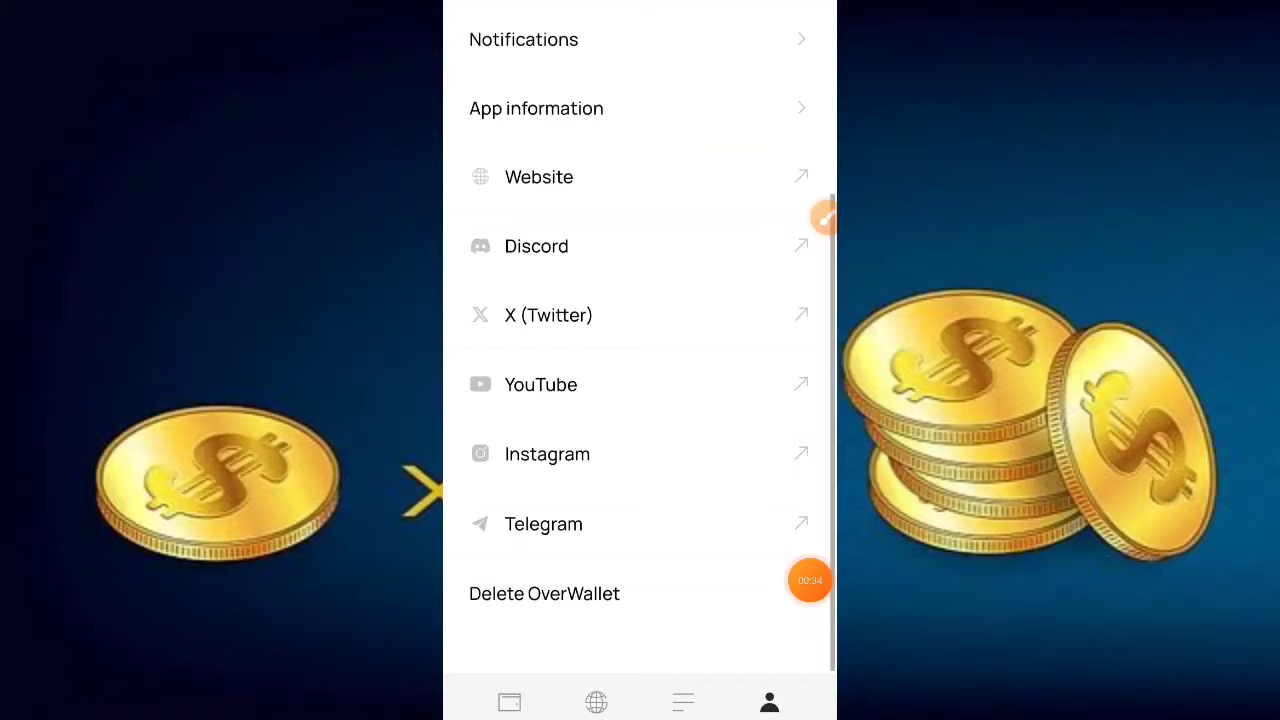 Notifications
App information
Website
Discord
X (Twitter)
YouTube
Instagram
Telegram
00:34
Delete OverWallet